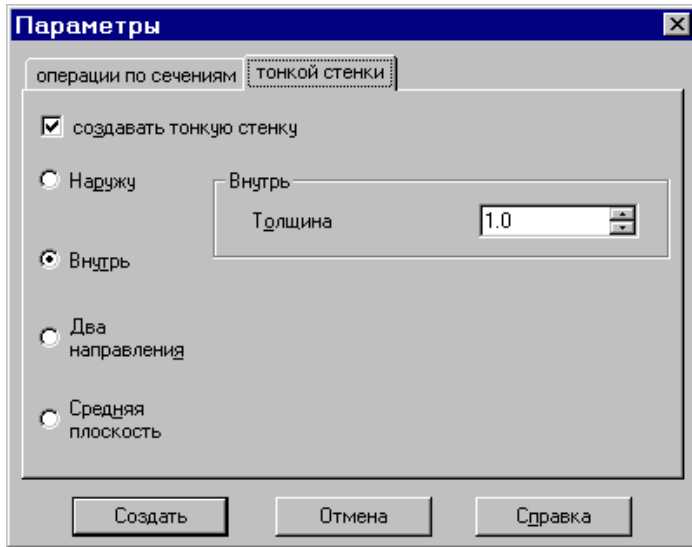 Параметры
операции по сечениям
тонкой стенки
создавать тонкую стенку
Наружу
Внутрь
Толщина 1.0
Внутрь
Два
направления
Средняя
плоскость
Создать Отмена Справка